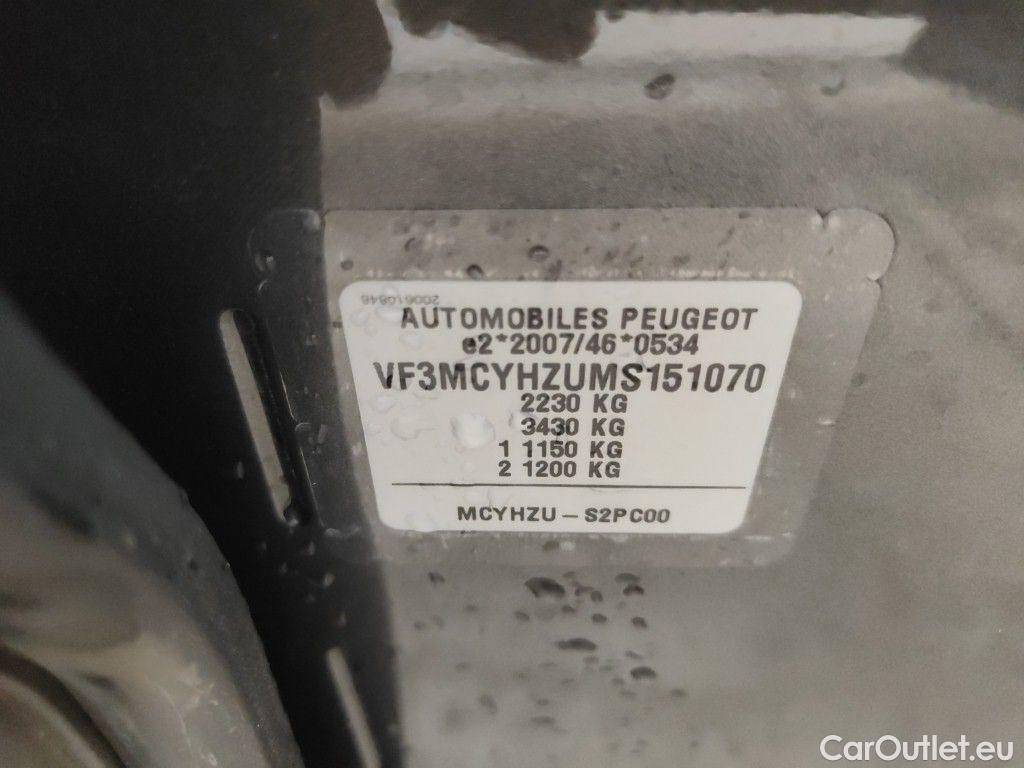 200619846
AUTOMOBILES PEUGEOT
e2*2007/46*0534
VF3MCYHZUMS151070
2230 KG
3430 KG
1 1150 KG
2 1200 KG
MCYHZU – S2PC00
CarOutlet.eu